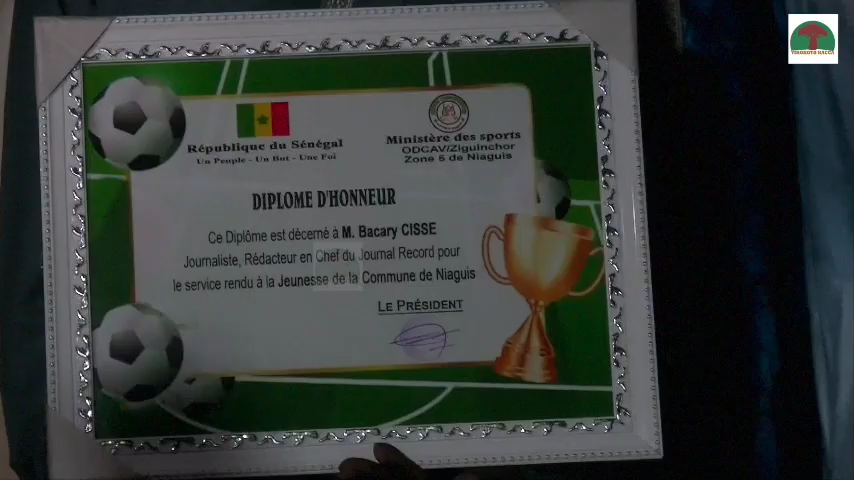 République du Sénégal
Un Peuple - Un But - Une Foi
Ministère des sports
ODCAV/Ziguinchor
Zone 5 de Niaguis
DIPLOME D'HONNEUR
Ce Diplôme est décerné à M. Bacary CISSE
Journaliste, Rédacteur en Chef du Journal Record pour
le service rendu à la Jeunesse de la Commune de Niaguis
LE PRÉSIDENT